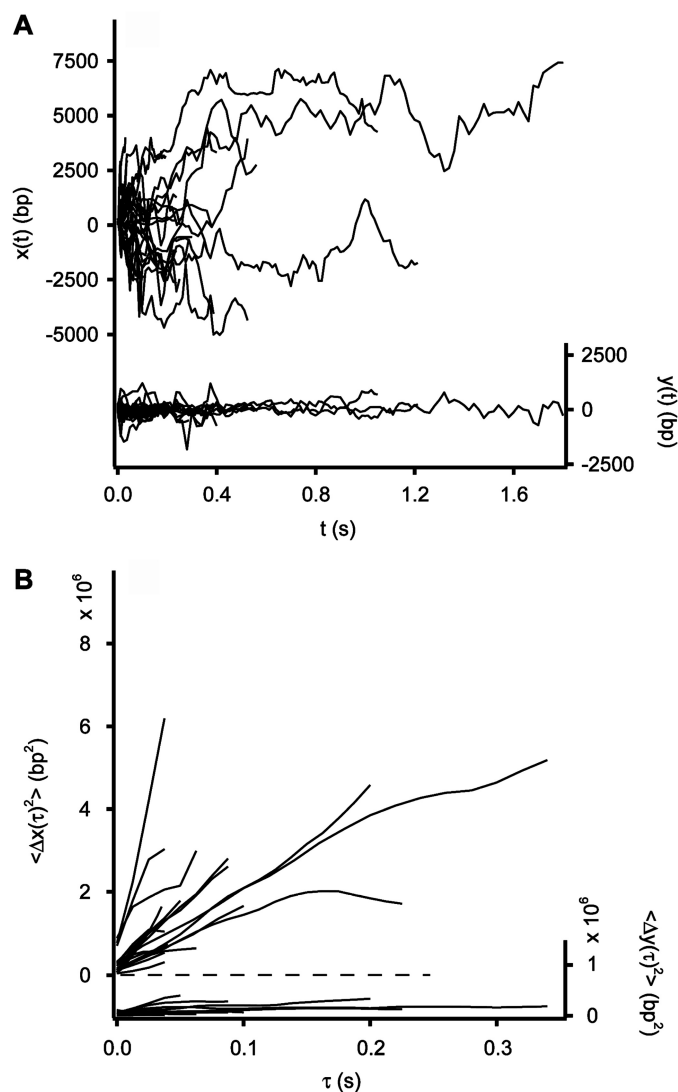 A
7500
5000
2500
0
-2500
-5000
x(t) (bp)
2500
0
-2500
y(t) (bp)
0.0 0.4 0.8 1.2 1.6
t (s)
B
x 10⁶
8
6
4
2
0
<Δx(τ)²> (bp²)
x 10⁶
1
0
<Δy(τ)²> (bp²)
0.0 0.1 0.2 0.3
τ (s)